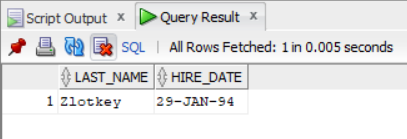 Script Output x Query Result x
SQL | All Rows Fetched: 1 in 0.005 seconds
LAST_NAME HIRE_DATE
1 Zlotkey 29-JAN-94